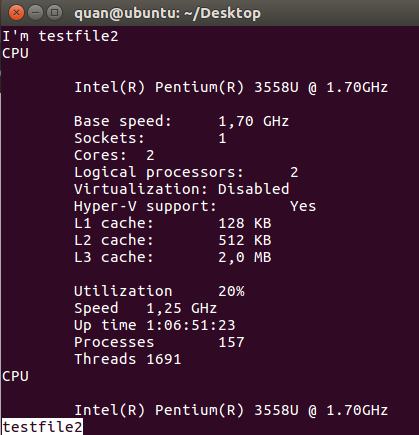 quan@ubuntu: ~/Desktop
I'm testfile2
CPU
Intel(R) Pentium(R) 3558U @ 1.70GHz
Base speed: 1,70 GHz
Sockets: 1
Cores: 2
Logical processors: 2
Virtualization: Disabled
Hyper-V support: Yes
L1 cache: 128 KB
L2 cache: 512 KB
L3 cache: 2,0 MB
Utilization 20%
Speed 1,25 GHz
Up time 1:06:51:23
Processes 157
Threads 1691
CPU
Intel(R) Pentium(R) 3558U @ 1.70GHz
testfile2